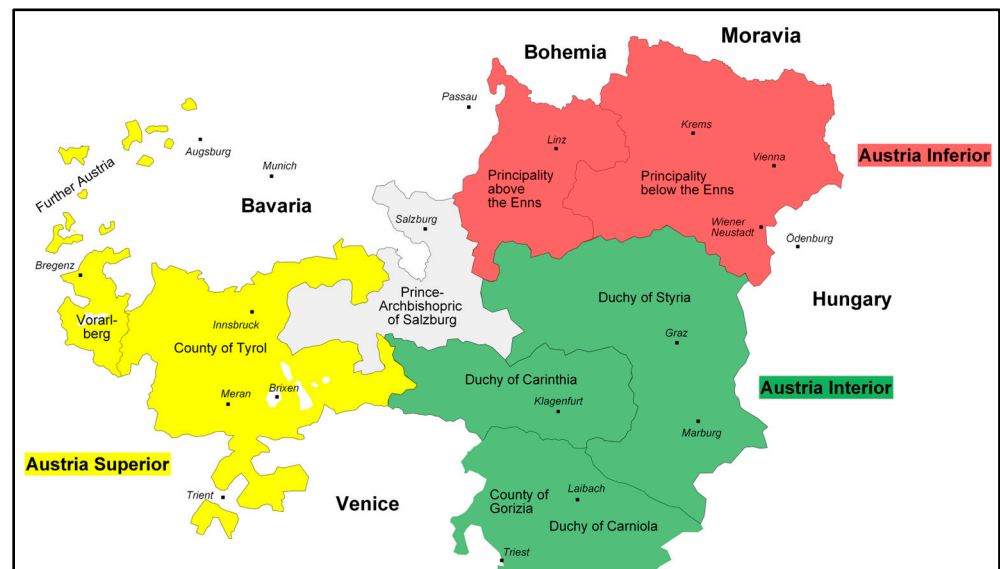 Moravia
Bohemia
Passau
Krems
Linz
Augsburg
Vienna
Austria Inferior
Munich
Further Austria
Principality
above
the Enns
Principality
below the Enns
Bavaria
Salzburg
Wiener
Neustadt
Ödenburg
Bregenz
Prince-
Archbishopric
of Salzburg
Duchy of Styria
Hungary
Vorarl-
berg
Innsbruck
County of Tyrol
Graz
Duchy of Carinthia
Austria Interior
Meran
Brixen
Klagenfurt
Marburg
Austria Superior
Trient
Venice
County of
Gorizia
Laibach
Duchy of Carniola
Triest